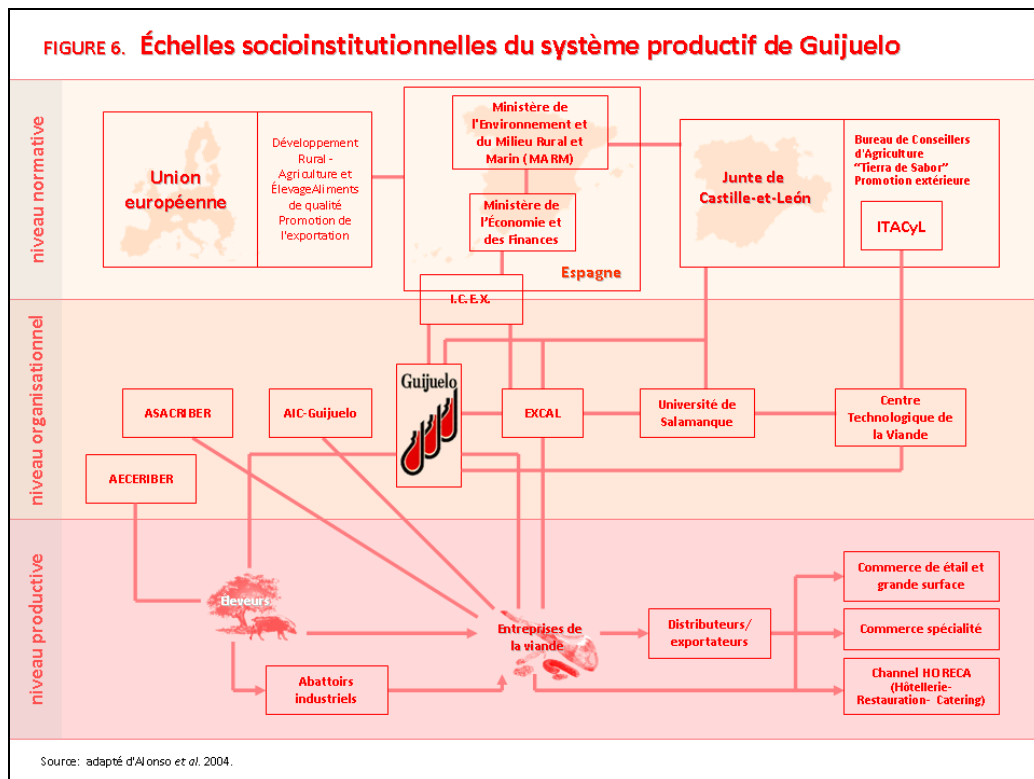 FIGURE 6. Échelles socioinstitutionnelles du système productif de Guijuelo
niveau normative
Union
européenne
Développement
Rural -
Agriculture et
ÉlevageAliments
de qualité
Promotion de
l'exportation
Ministère de
l'Environnement et
du Milieu Rural et
Marin (MARM)
Ministère de
l'Économie et
des Finances
Espagne
Junte de
Castille-et-León
Bureau de Conseillers
d'Agriculture
"Tierra de Sabor"
Promotion extérieure
ITACyL
I.C.E.X.
niveau organisationnel
ASACRIBER
AIC-Guijuelo
Guijuelo
EXCAL
Université de
Salamanque
Centre
Technologique de
la Viande
AECERIBER
niveau productive
Éleveurs
Abattoirs
industriels
Entreprises de
la viande
Distributeurs/
exportateurs
Commerce de étail et
grande surface
Commerce spécialité
Channel HORECA
(Hôtellerie-
Restauration- Catering)
Source: adapté d'Alonso et al. 2004.